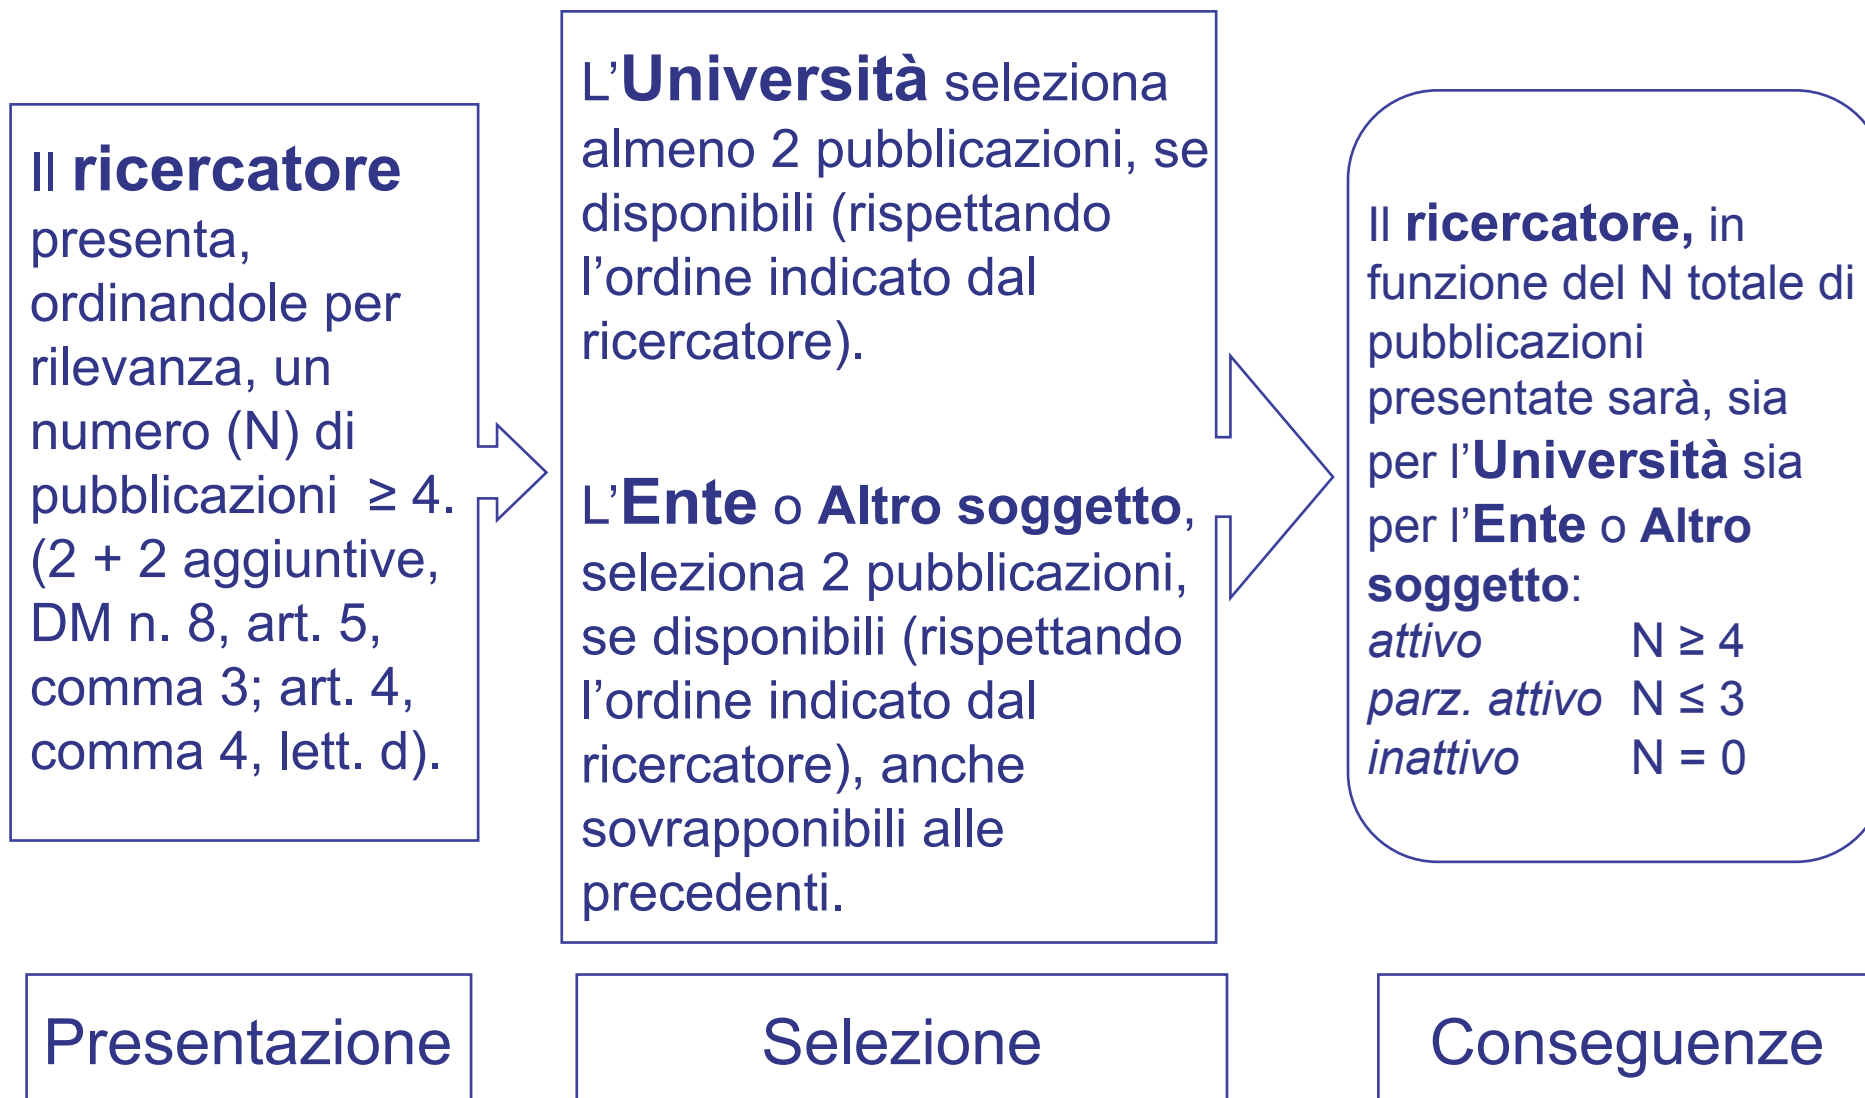 Il ricercatore
presenta,
ordinandole per
rilevanza, un
numero (N) di
pubblicazioni ≥ 4.
(2 + 2 aggiuntive,
DM n. 8, art. 5,
comma 3; art. 4,
comma 4, lett. d).
L’Università seleziona
almeno 2 pubblicazioni, se
disponibili (rispettando
l’ordine indicato dal
ricercatore).
L’Ente o Altro soggetto,
seleziona 2 pubblicazioni,
se disponibili (rispettando
l’ordine indicato dal
ricercatore), anche
sovrapponibili alle
precedenti.
Il ricercatore, in
funzione del N totale di
pubblicazioni
presentate sarà, sia
per l’Università sia
per l’Ente o Altro
soggetto:
attivo N ≥ 4
parz. attivo N ≤ 3
inattivo N = 0
Presentazione
Selezione
Conseguenze